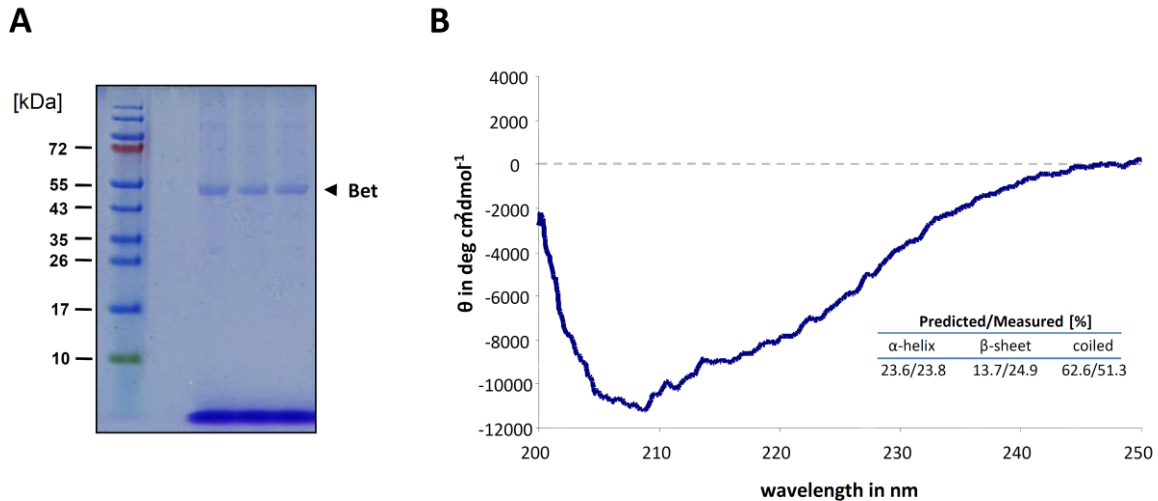 A
B
[kDa]
72
55
43
35
26
17
10
◄ Bet
4000
2000
0
-2000
-4000
-6000
-8000
-10000
-12000
θ in deg cm²dmol⁻¹
200
210
220
230
240
250
wavelength in nm
Predicted/Measured [%]
α-helix β-sheet coiled
23.6/23.8 13.7/24.9 62.6/51.3